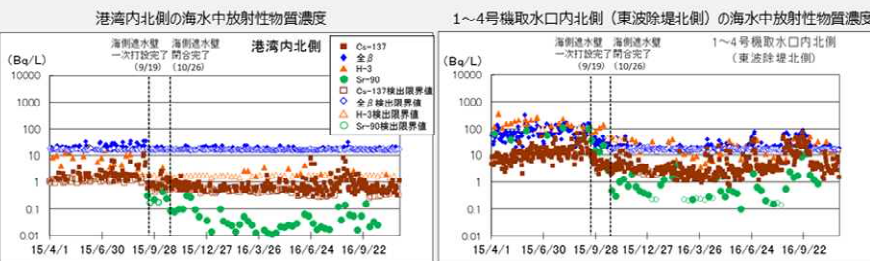 港湾内北側の海水中放射性物質濃度
(Bq/L)
海側遮水壁
一次打設完了
(9/19)
海側遮水壁
閉合完了
(10/26)
港湾内北側
Cs-137
全β
H-3
Sr-90
Cs-137検出限界値
全β検出限界値
H-3検出限界値
Sr-90検出限界値
10000
1000
100
10
1
0.1
0.01
15/4/1 15/6/30 15/9/28 15/12/27 16/3/26 16/6/24 16/9/22
1～4号機取水口内北側（東波除堤北側）の海水中放射性物質濃度
(Bq/L)
海側遮水壁
一次打設完了
(9/19)
海側遮水壁
閉合完了
(10/26)
1～4号機取水口内北側
(東波除堤北側)
10000
1000
100
10
1
0.1
0.01
15/4/1 15/6/30 15/9/28 15/12/27 16/3/26 16/6/24 16/9/22